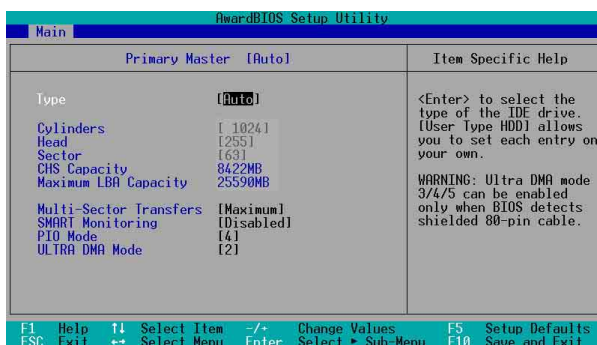 AwardBIOS Setup Utility
Main
Primary Master [Auto]
Item Specific Help
Type [Auto]
Cylinders [ 1024]
Head [255]
Sector [63]
CHS Capacity 8422MB
Maximum LBA Capacity 25590MB
Multi-Sector Transfers [Maximum]
SMART Monitoring [Disabled]
PIO Mode [4]
ULTRA DMA Mode [2]
<Enter> to select the
type of the IDE drive.
[User Type HDD] allows
you to set each entry on
your own.
WARNING: Ultra DMA mode
3/4/5 can be enabled
only when BIOS detects
shielded 80-pin cable.
F1 Help ↑↓ Select Item -/+ Change Values F5 Setup Defaults
ESC Exit ←→ Select Menu Enter Select ► Sub-Menu F10 Save and Exit